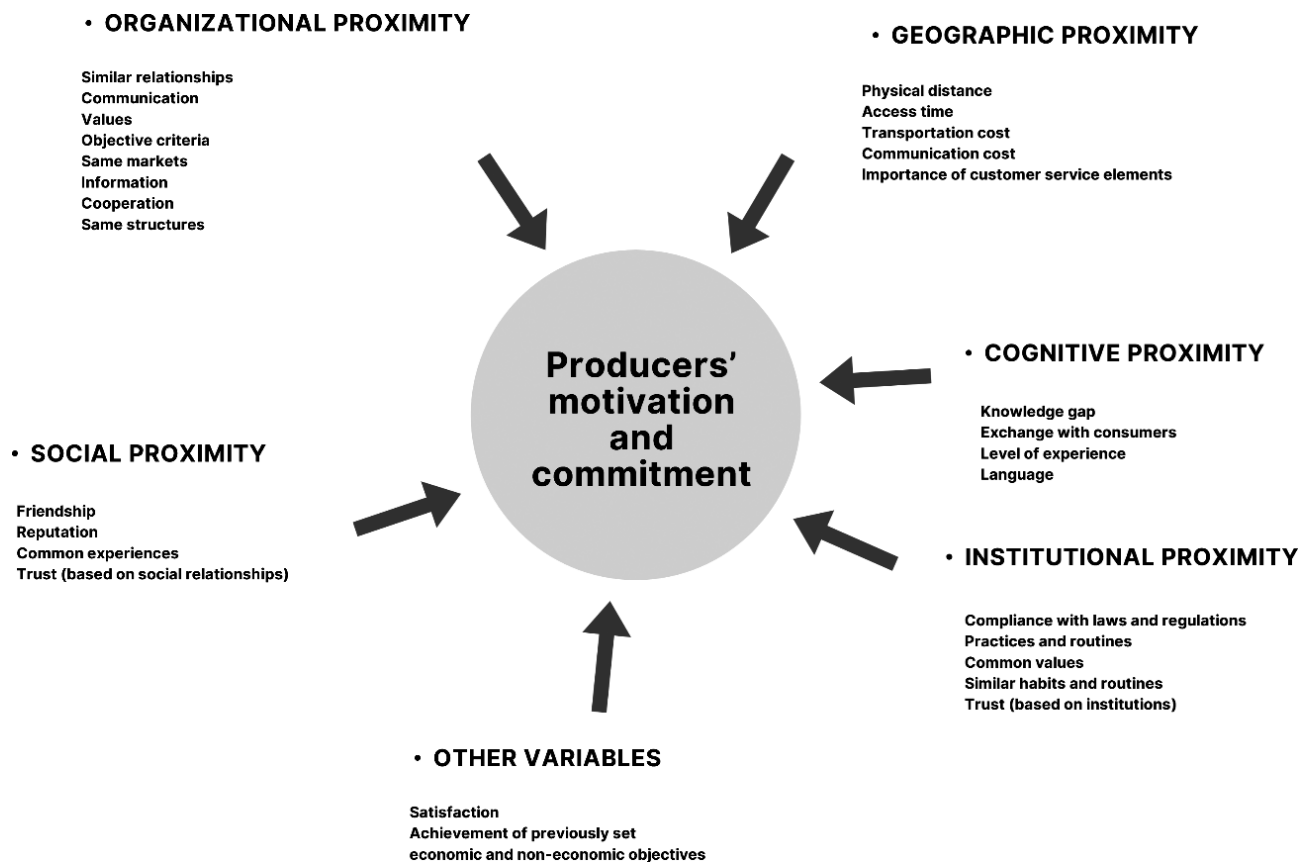 • ORGANIZATIONAL PROXIMITY
Similar relationships
Communication
Values
Objective criteria
Same markets
Information
Cooperation
Same structures
• GEOGRAPHIC PROXIMITY
Physical distance
Access time
Transportation cost
Communication cost
Importance of customer service elements
Producers’
motivation
and
commitment
• COGNITIVE PROXIMITY
Knowledge gap
Exchange with consumers
Level of experience
Language
• SOCIAL PROXIMITY
Friendship
Reputation
Common experiences
Trust (based on social relationships)
• INSTITUTIONAL PROXIMITY
Compliance with laws and regulations
Practices and routines
Common values
Similar habits and routines
Trust (based on institutions)
• OTHER VARIABLES
Satisfaction
Achievement of previously set
economic and non-economic objectives